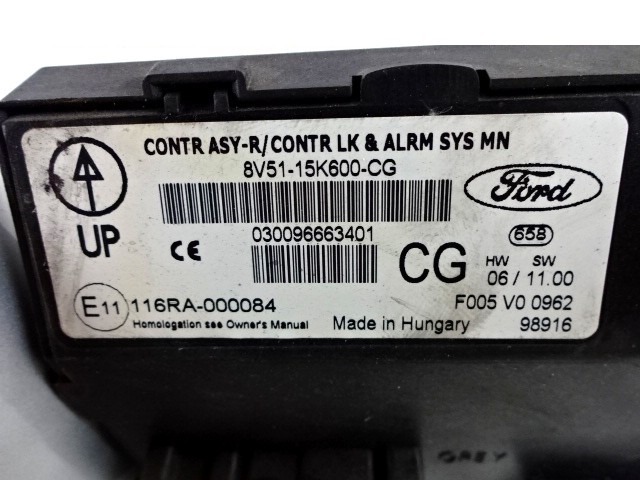 CONTR ASY-R/CONTR LK & ALRM SYS MN
8V51-15K600-CG
Ford
UP
CE
030096663401
CG
658
HW SW
06 / 11.00
E11
116RA-000084
F005 V0 0962
Homologation see Owner's Manual
Made in Hungary
98916
GREY